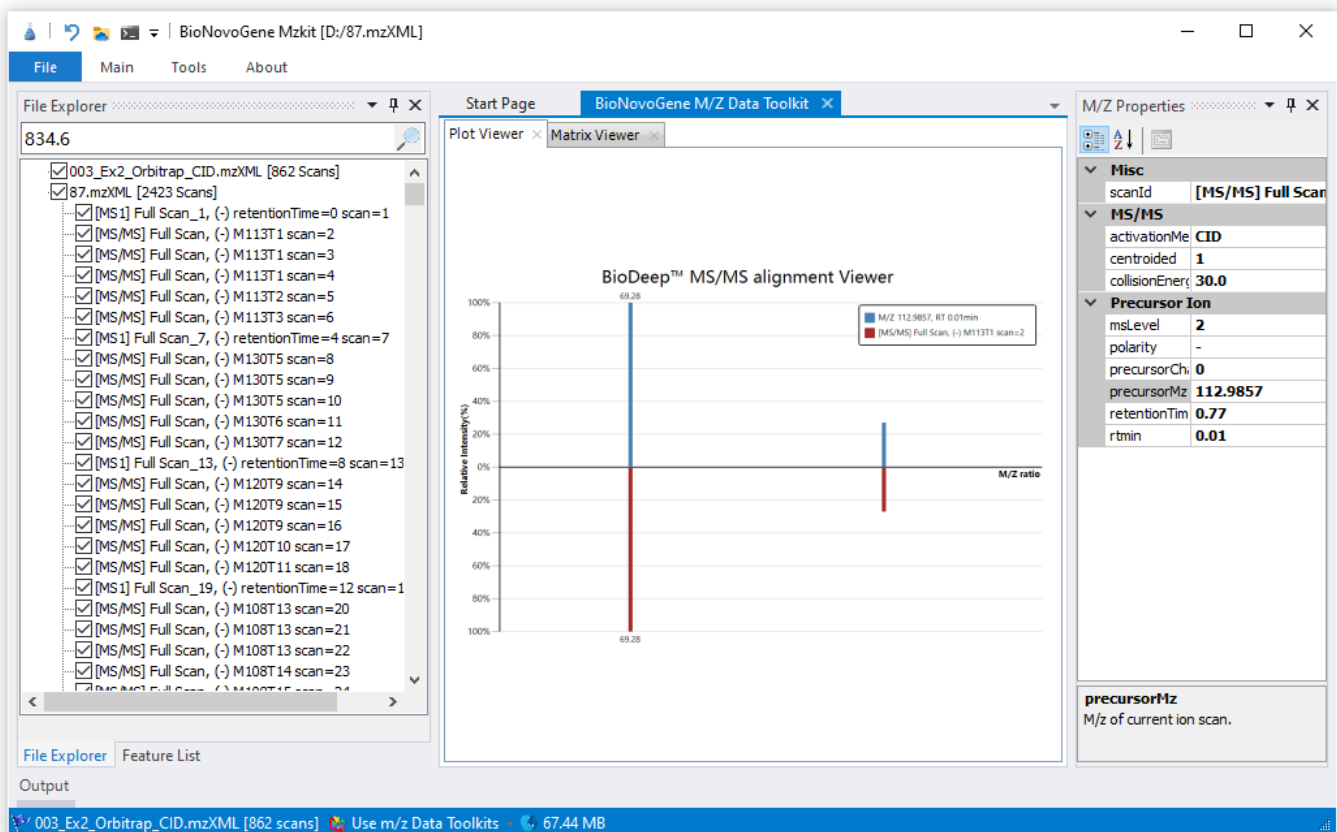 BioNovoGene Mzkit [D:/87.mzXML]
File Main Tools About
File Explorer
834.6
003_Ex2_Orbitrap_CID.mzXML [862 Scans]
87.mzXML [2423 Scans]
[MS1] Full Scan_1, (-) retentionTime=0 scan=1
[MS/MS] Full Scan, (-) M113T1 scan=2
[MS/MS] Full Scan, (-) M113T1 scan=3
[MS/MS] Full Scan, (-) M113T1 scan=4
[MS/MS] Full Scan, (-) M113T2 scan=5
[MS/MS] Full Scan, (-) M113T3 scan=6
[MS1] Full Scan_7, (-) retentionTime=4 scan=7
[MS/MS] Full Scan, (-) M130T5 scan=8
[MS/MS] Full Scan, (-) M130T5 scan=9
[MS/MS] Full Scan, (-) M130T5 scan=10
[MS/MS] Full Scan, (-) M130T6 scan=11
[MS/MS] Full Scan, (-) M130T7 scan=12
[MS1] Full Scan_13, (-) retentionTime=8 scan=13
[MS/MS] Full Scan, (-) M120T9 scan=14
[MS/MS] Full Scan, (-) M120T9 scan=15
[MS/MS] Full Scan, (-) M120T9 scan=16
[MS/MS] Full Scan, (-) M120T10 scan=17
[MS/MS] Full Scan, (-) M120T11 scan=18
[MS1] Full Scan_19, (-) retentionTime=12 scan=1
[MS/MS] Full Scan, (-) M108T13 scan=20
[MS/MS] Full Scan, (-) M108T13 scan=21
[MS/MS] Full Scan, (-) M108T13 scan=22
[MS/MS] Full Scan, (-) M108T14 scan=23
File Explorer Feature List
Start Page BioNovoGene M/Z Data Toolkit
Plot Viewer Matrix Viewer
BioDeep™ MS/MS alignment Viewer
69.28
M/Z 112.9857, RT 0.01min
[MS/MS] Full Scan, (-) M113T1 scan=2
100%
80%
60%
40%
20%
0%
20%
40%
60%
80%
100%
Relative Intensity(%)
M/Z ratio
69.28
M/Z Properties
Misc
scanId [MS/MS] Full Scan
MS/MS
activationMe CID
centroided 1
collisionEnerg 30.0
Precursor Ion
msLevel 2
polarity -
precursorCh 0
precursorMz 112.9857
retentionTim 0.77
rtmin 0.01
precursorMz
M/z of current ion scan.
Output
003_Ex2_Orbitrap_CID.mzXML [862 scans] Use m/z Data Toolkits 67.44 MB